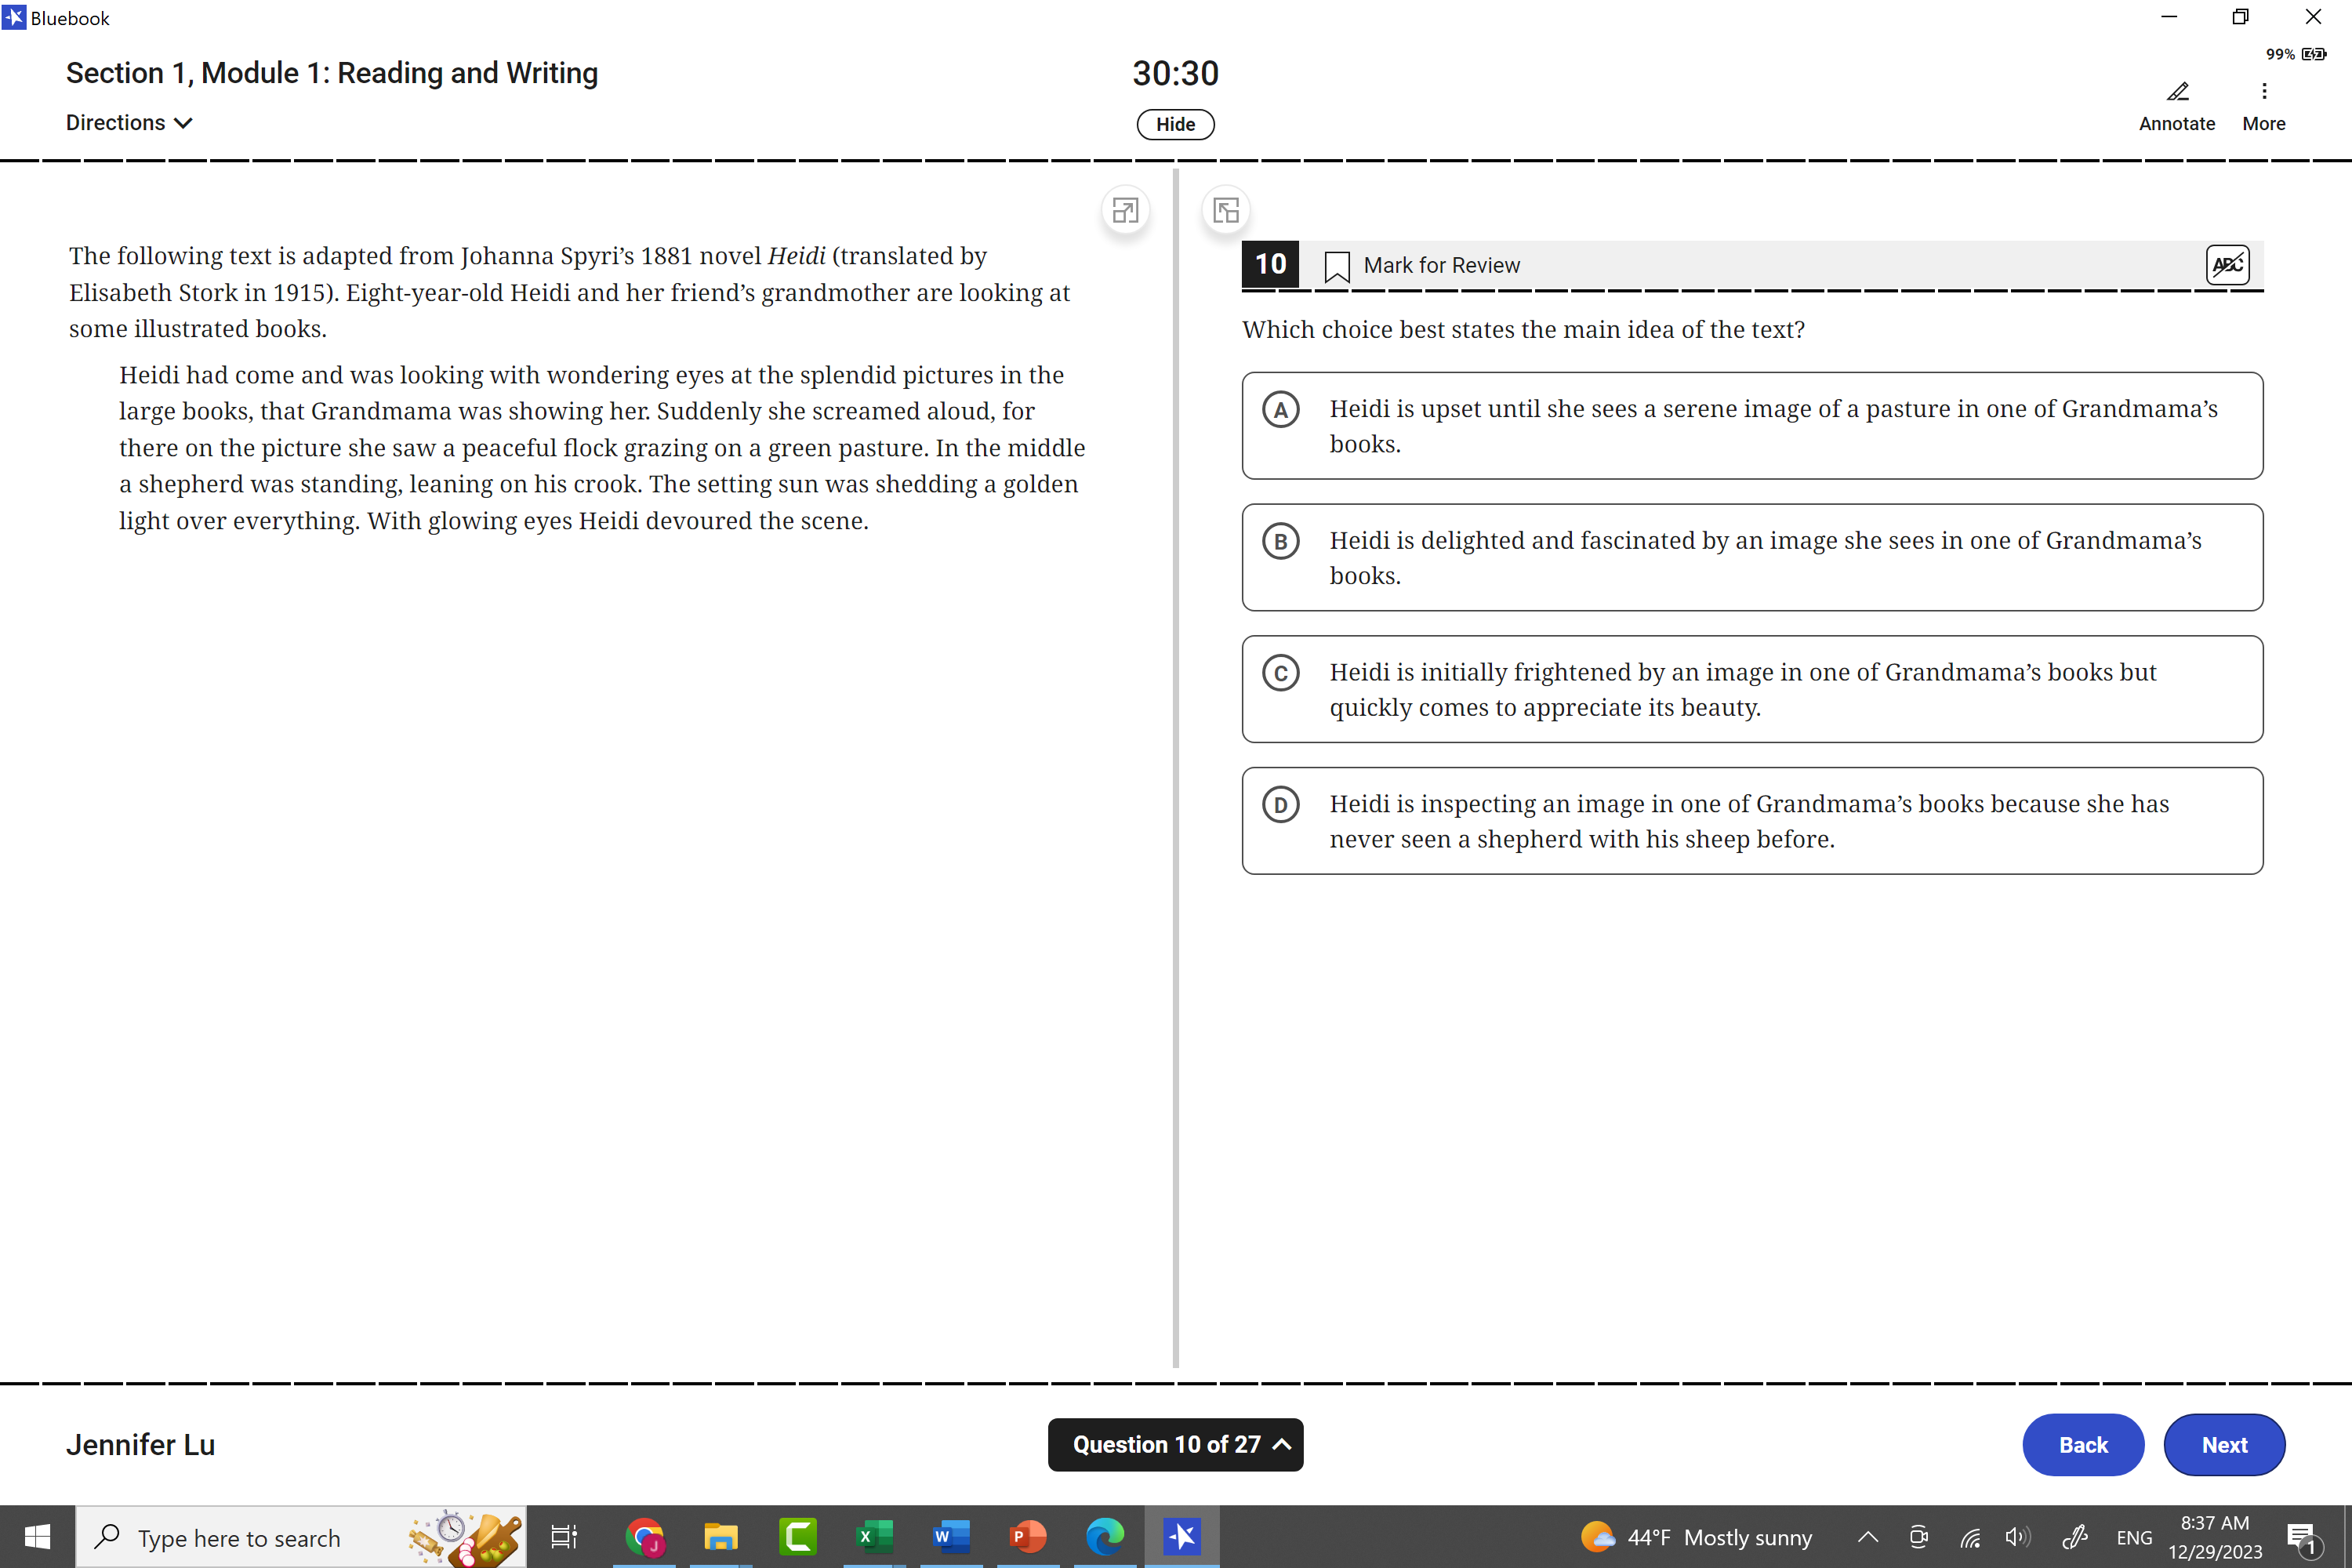 Bluebook
99%
Section 1, Module 1: Reading and Writing
30:30
Directions
Hide
Annotate
More
The following text is adapted from Johanna Spyri’s 1881 novel Heidi (translated by
Elisabeth Stork in 1915). Eight-year-old Heidi and her friend’s grandmother are looking at
some illustrated books.
Heidi had come and was looking with wondering eyes at the splendid pictures in the
large books, that Grandmama was showing her. Suddenly she screamed aloud, for
there on the picture she saw a peaceful flock grazing on a green pasture. In the middle
a shepherd was standing, leaning on his crook. The setting sun was shedding a golden
light over everything. With glowing eyes Heidi devoured the scene.
10
Mark for Review
ABC
Which choice best states the main idea of the text?
A
Heidi is upset until she sees a serene image of a pasture in one of Grandmama’s
books.
B
Heidi is delighted and fascinated by an image she sees in one of Grandmama’s
books.
C
Heidi is initially frightened by an image in one of Grandmama’s books but
quickly comes to appreciate its beauty.
D
Heidi is inspecting an image in one of Grandmama’s books because she has
never seen a shepherd with his sheep before.
Jennifer Lu
Question 10 of 27
Back
Next
Type here to search
J
X
W
P
44°F Mostly sunny
ENG
8:37 AM
12/29/2023
1